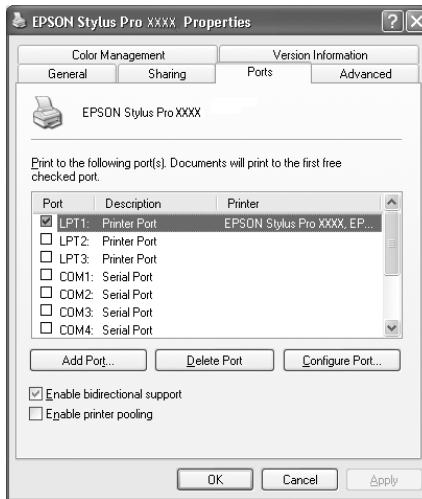 EPSON Stylus Pro XXXX Properties
Color Management Version Information
General Sharing Ports Advanced
EPSON Stylus Pro XXXX
Print to the following port(s). Documents will print to the first free
checked port.
Port Description Printer
LPT1: Printer Port EPSON Stylus Pro XXXX, EP...
LPT2: Printer Port
LPT3: Printer Port
COM1: Serial Port
COM2: Serial Port
COM3: Serial Port
COM4: Serial Port
Add Port... Delete Port Configure Port...
Enable bidirectional support
Enable printer pooling
OK Cancel Apply